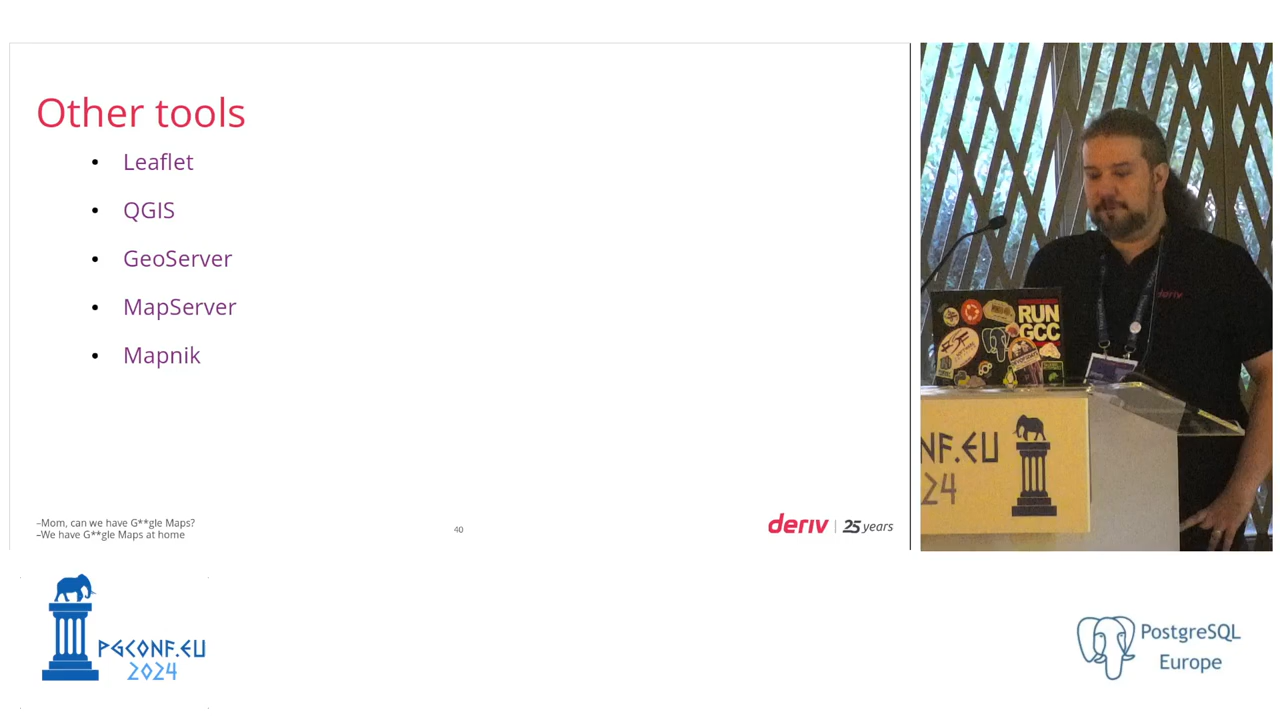 Other tools
• Leaflet
• QGIS
• GeoServer
• MapServer
• Mapnik
–Mom, can we have G**gle Maps?
–We have G**gle Maps at home
40
deriv | 25 years
deriv
RUN
GCC
NF.EU
24
PGCONF.EU
2024
PostgreSQL
Europe